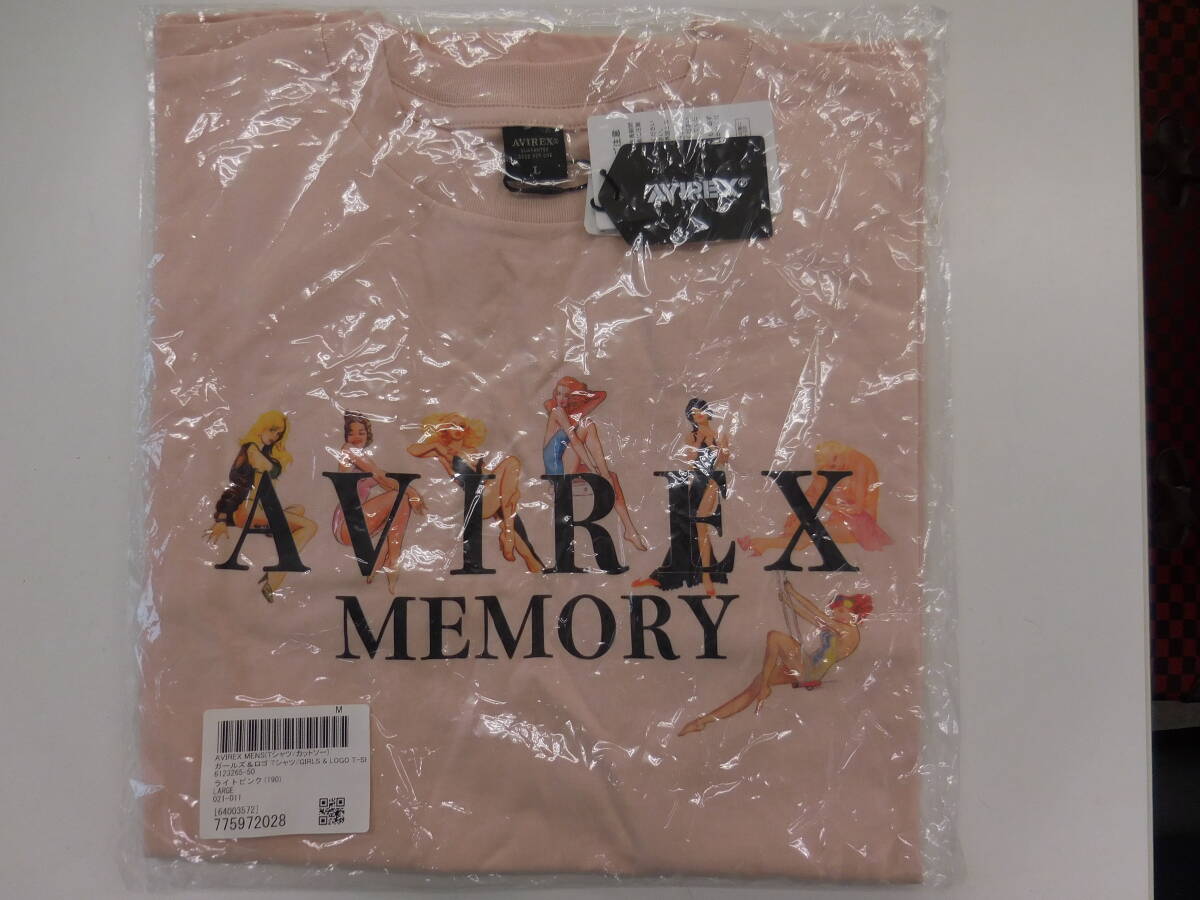 AVIREX®
GUARANTEE
L
AVIREX®
AVIREX
MEMORY
M
AVIREX MENS(Tシャツ/カットソー)
ガールズ&ロゴ Tシャツ/GIRLS & LOGO T-SI
6123265-50
ライトピンク(190)
LARGE
021-011
[64003572]
775972028